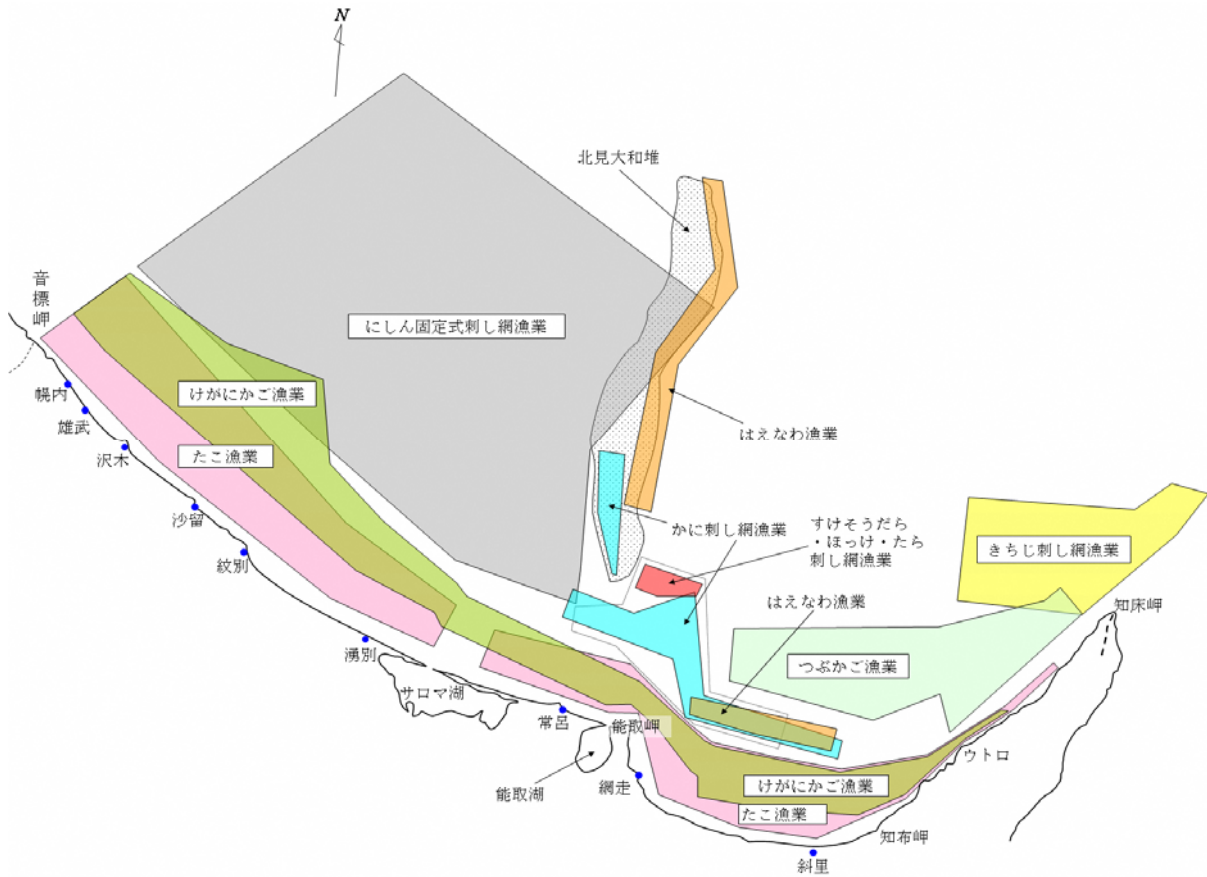 N
北見大和堆
音標岬
にしん固定式刺し網漁業
幌内
けがにかご漁業
雄武
はえなわ漁業
沢木
たこ漁業
沙留
かに刺し網漁業
すけそうだら
・ほっけ・たら
刺し網漁業
きちじ刺し網漁業
紋別
はえなわ漁業
知床岬
湧別
つぶかご漁業
サロマ湖
常呂
能取岬
ウトロ
能取湖
網走
けがにかご漁業
たこ漁業
知布岬
斜里